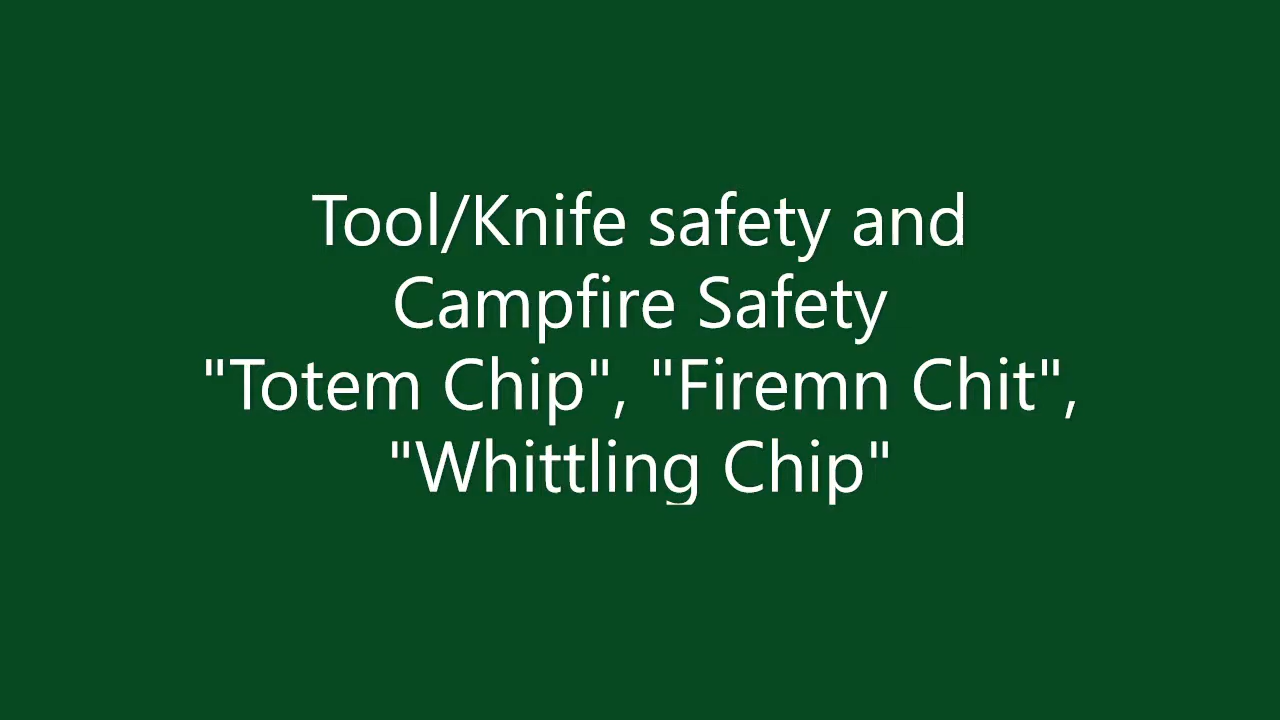 Tool/Knife safety and
Campfire Safety
"Totem Chip", "Firemn Chit",
"Whittling Chip"